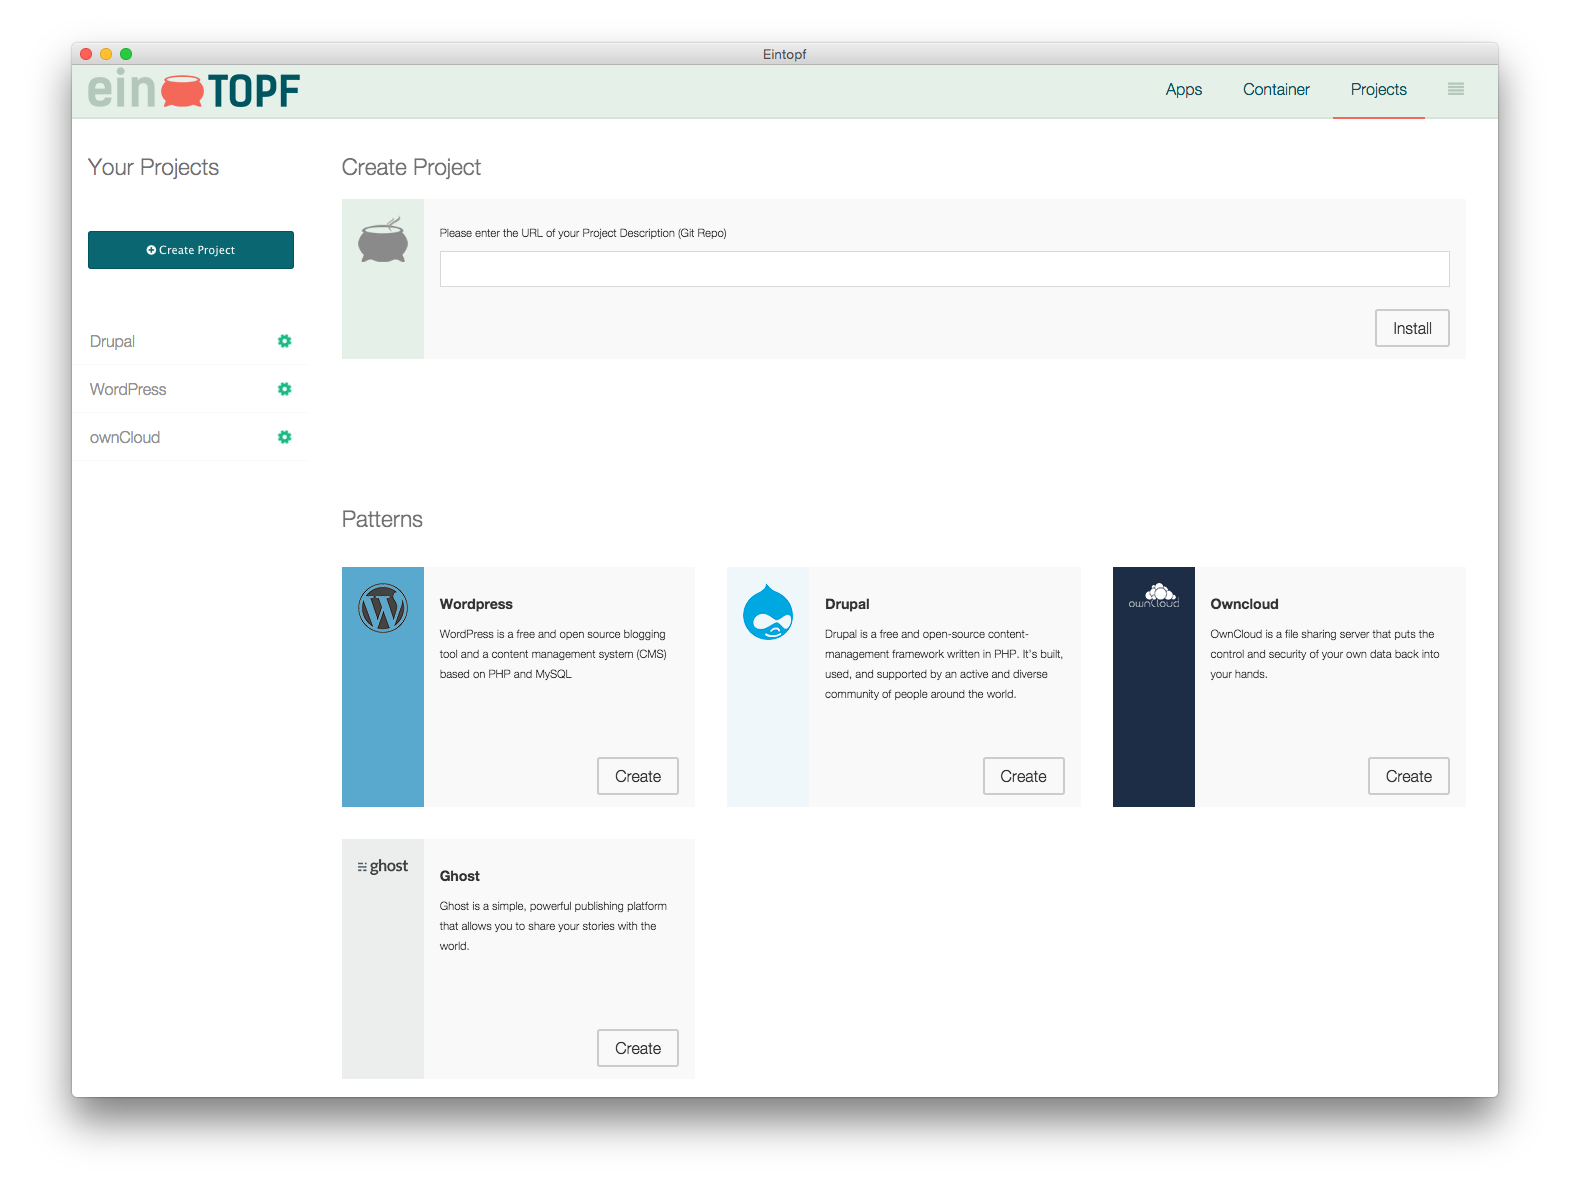 Eintopf
ein TOPF
Apps Container Projects
Your Projects
Create Project
Drupal
WordPress
ownCloud
Create Project
Please enter the URL of your Project Description (Git Repo)
Install
Patterns
Wordpress
WordPress is a free and open source blogging
tool and a content management system (CMS)
based on PHP and MySQL
Create
Drupal
Drupal is a free and open-source content-
management framework written in PHP. It's built,
used, and supported by an active and diverse
community of people around the world.
Create
ownCloud
Owncloud
OwnCloud is a file sharing server that puts the
control and security of your own data back into
your hands.
Create
ghost
Ghost
Ghost is a simple, powerful publishing platform
that allows you to share your stories with the
world.
Create